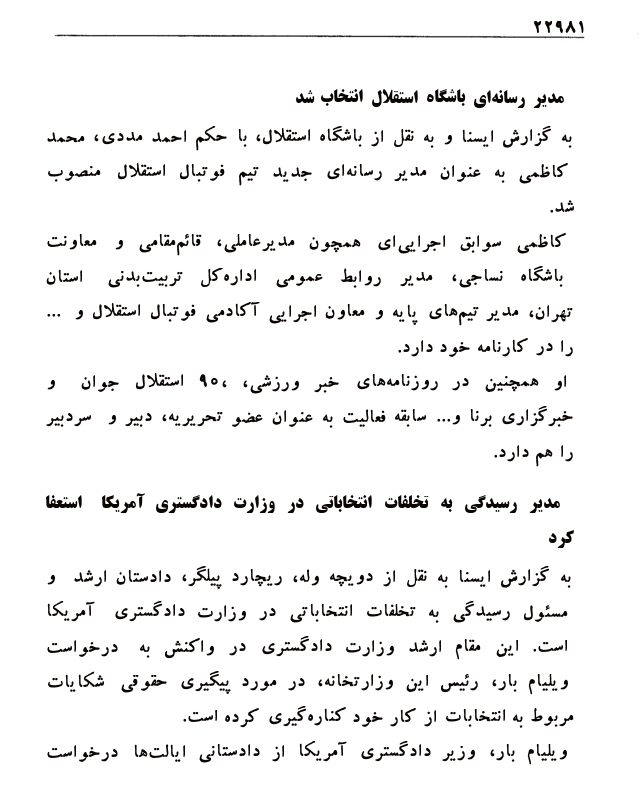 ۲۲۹۸۱
مدیر رسانه‌ای باشگاه استقلال انتخاب شد
به گزارش ایسنا و به نقل از باشگاه استقلال، با حکم احمد مددی، محمد
کاظمی به عنوان مدیر رسانه‌ای جدید تیم فوتبال استقلال منصوب
شد.
کاظمی سوابق اجرایی‌ای همچون مدیرعاملی، قائم‌مقامی و معاونت
باشگاه نساجی، مدیر روابط عمومی اداره‌کل تربیت‌بدنی استان
تهران، مدیر تیم‌های پایه و معاون اجرایی آکادمی فوتبال استقلال و ...
را در کارنامه خود دارد.
او همچنین در روزنامه‌های خبر ورزشی، ۹۰، استقلال جوان و
خبرگزاری برنا و... سابقه فعالیت به عنوان عضو تحریریه، دبیر و سردبیر
را هم دارد.
مدیر رسیدگی به تخلفات انتخاباتی در وزارت دادگستری آمریکا استعفا
کرد
به گزارش ایسنا به نقل از دویچه وله، ریچارد پیلگر، دادستان ارشد و
مسئول رسیدگی به تخلفات انتخاباتی در وزارت دادگستری آمریکا
است. این مقام ارشد وزارت دادگستری در واکنش به درخواست
ویلیام بار، رئیس این وزارتخانه، در مورد پیگیری حقوقی شکایات
مربوط به انتخابات از کار خود کناره‌گیری کرده است.
ویلیام بار، وزیر دادگستری آمریکا از دادستانی ایالت‌ها درخواست